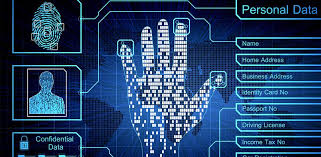 Personal Data
Name
Home Address
Business Address
Identity Card No
Passport No
Driving License
Income Tax No
Confidential
Data